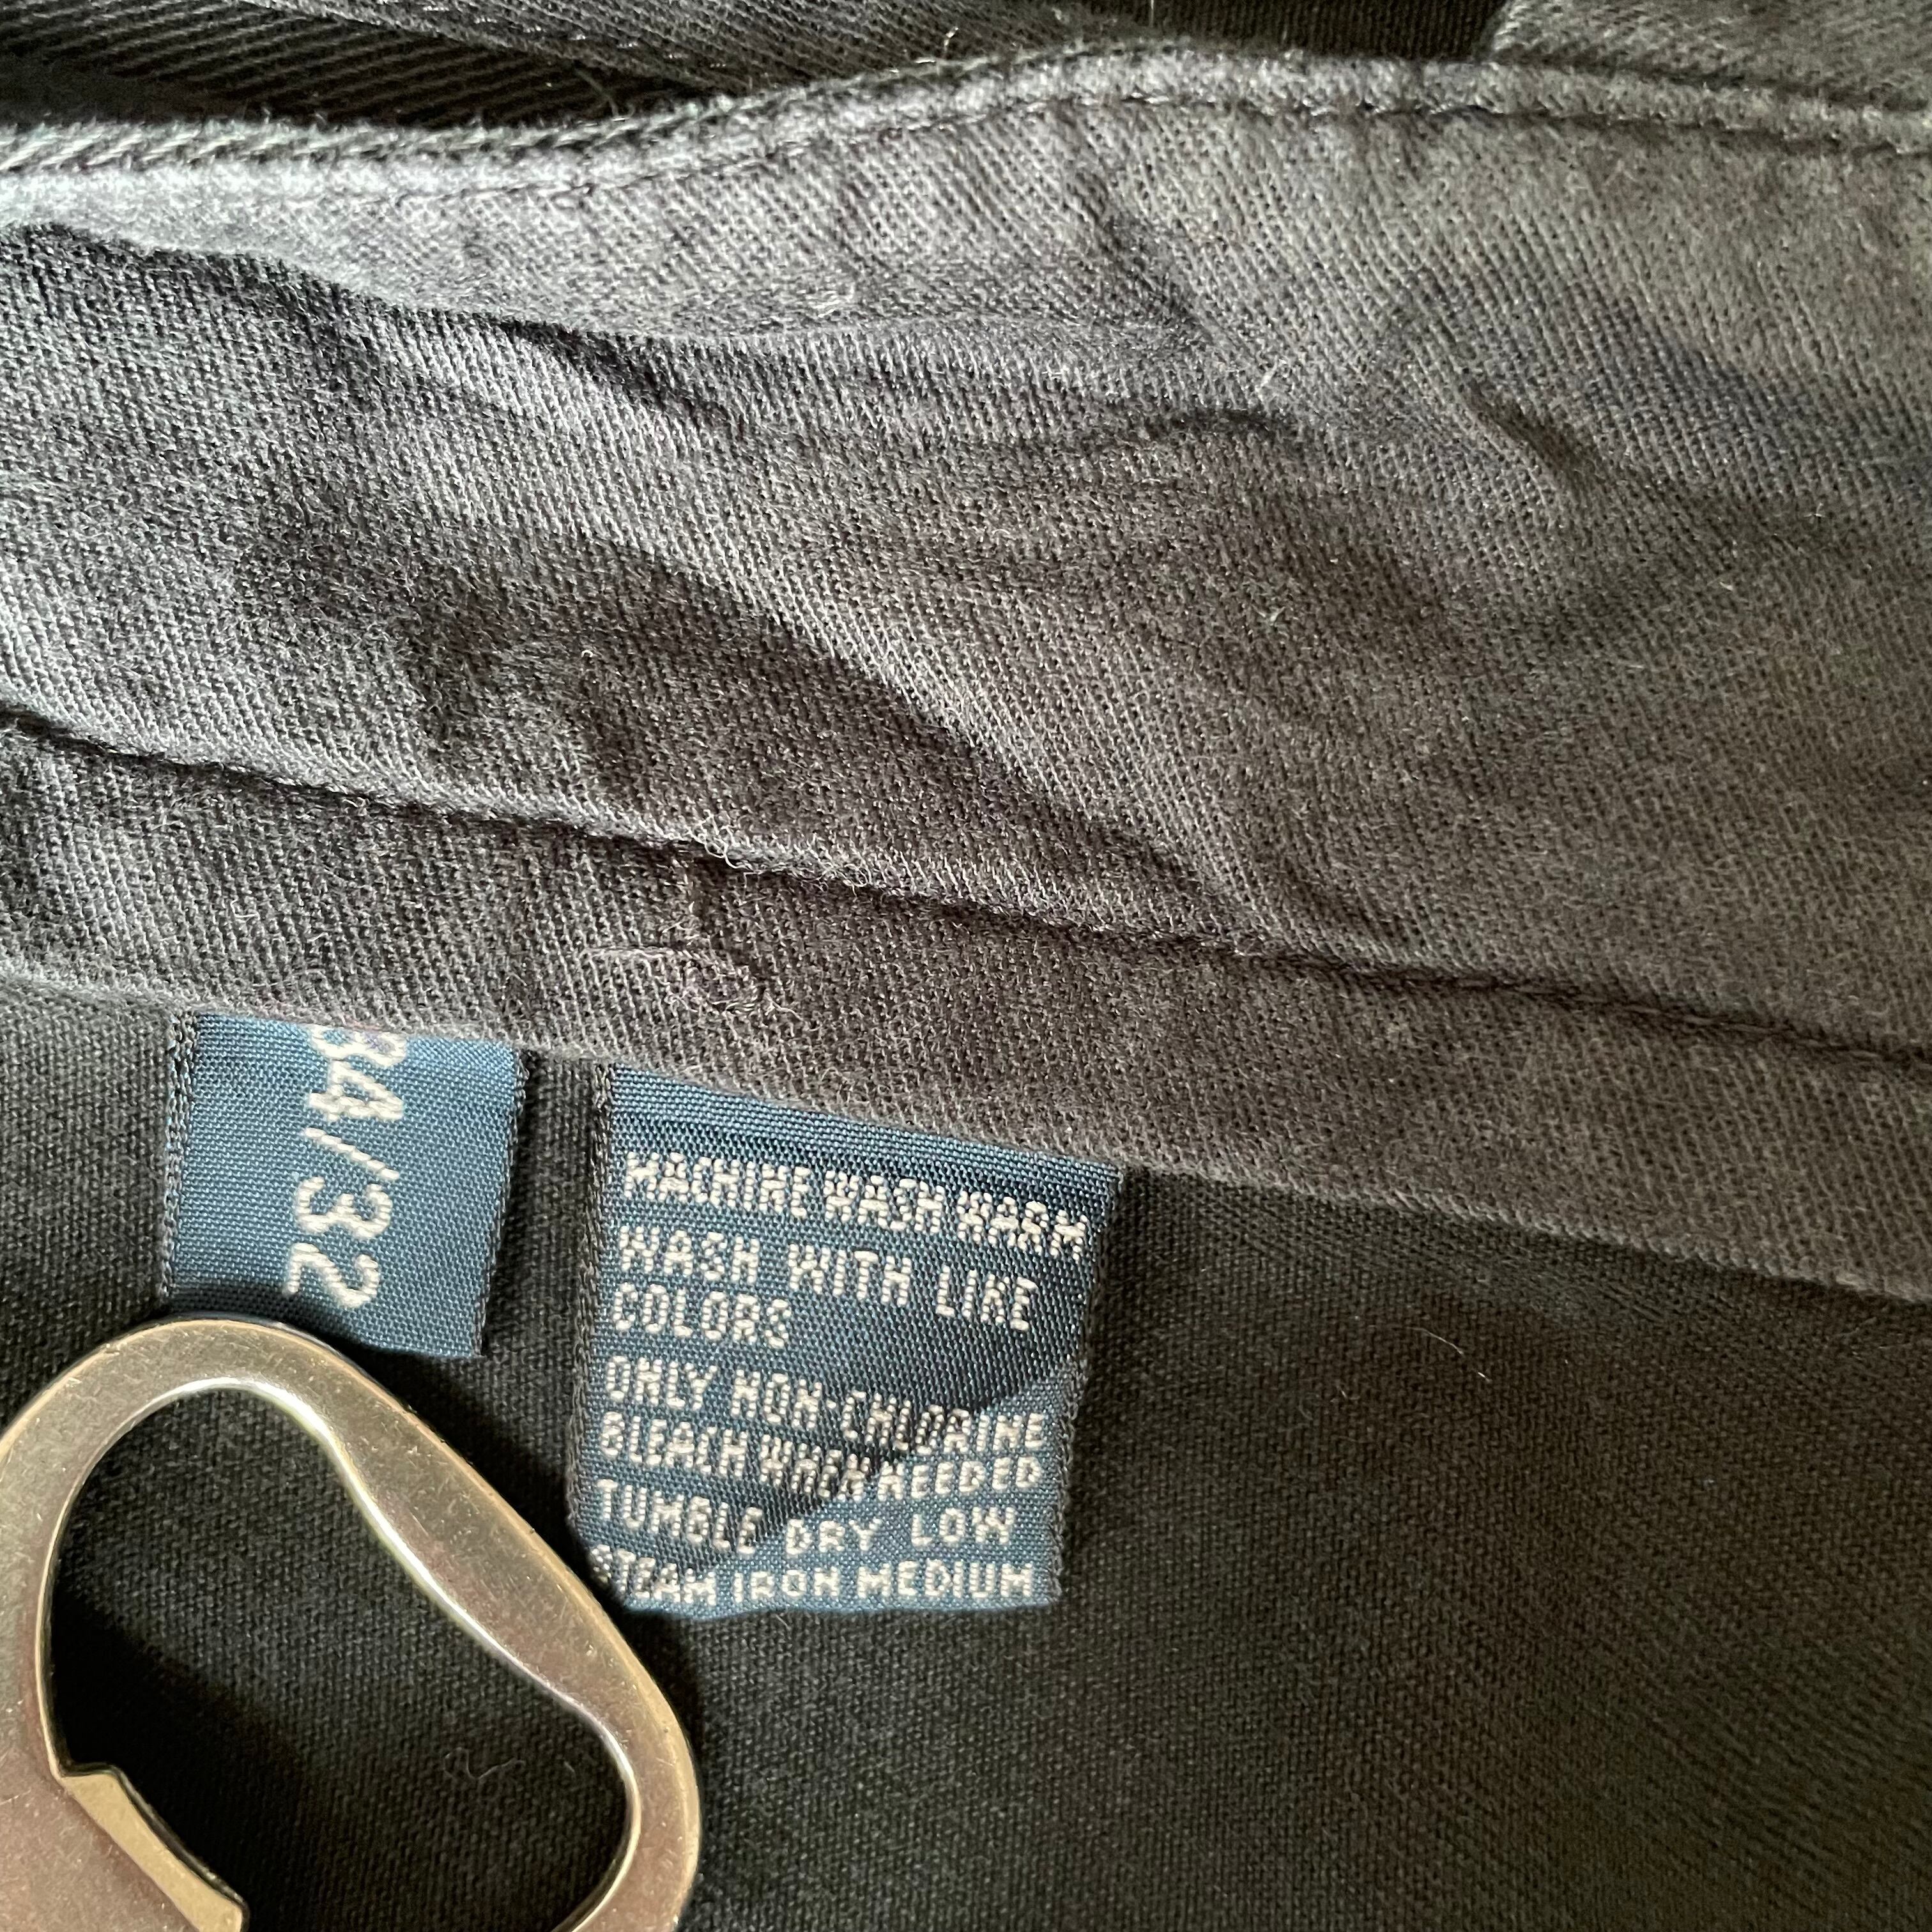 34/32
MACHINE WASH WARM
WASH WITH LIKE
COLORS
ONLY NON-CHLORINE
BLEACH WHEN NEEDED
TUMBLE DRY LOW
STEAM IRON MEDIUM